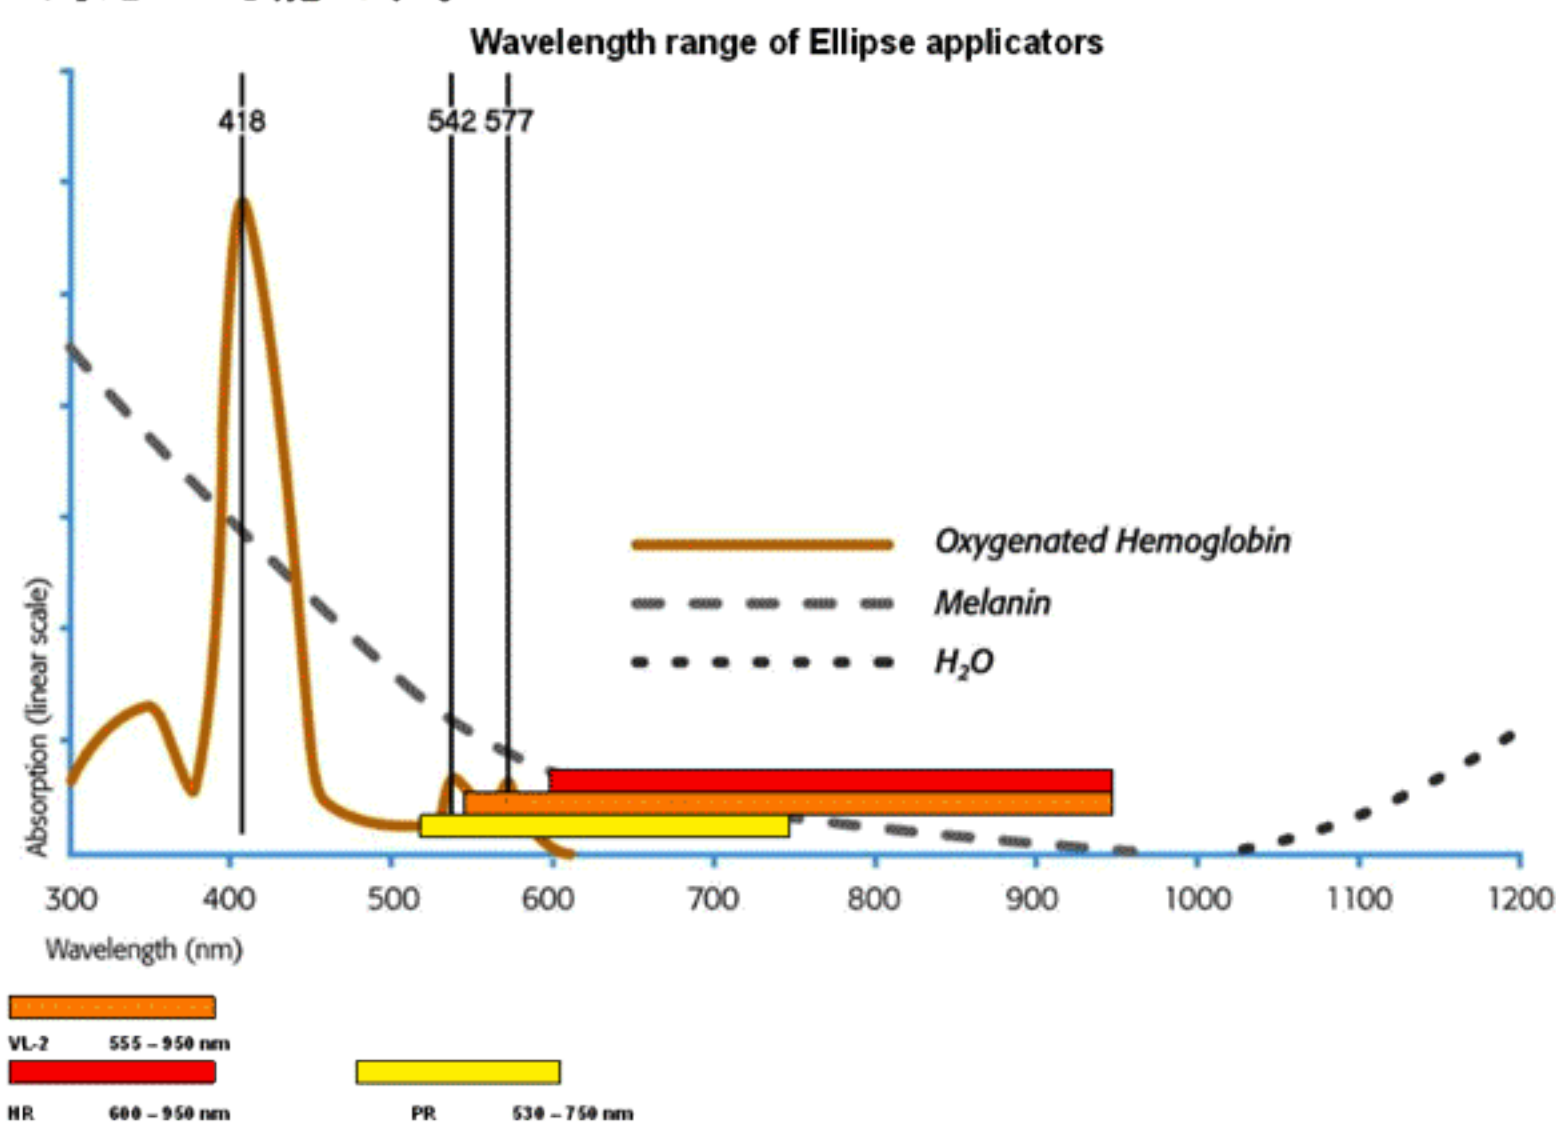 Wavelength range of Ellipse applicators
418 542 577
Oxygenated Hemoglobin
Melanin
H₂O
Absorption (linear scale)
300 400 500 600 700 800 900 1000 1100 1200
Wavelength (nm)
VL-2 555 – 950 nm
HR 600 – 950 nm PR 530 – 750 nm